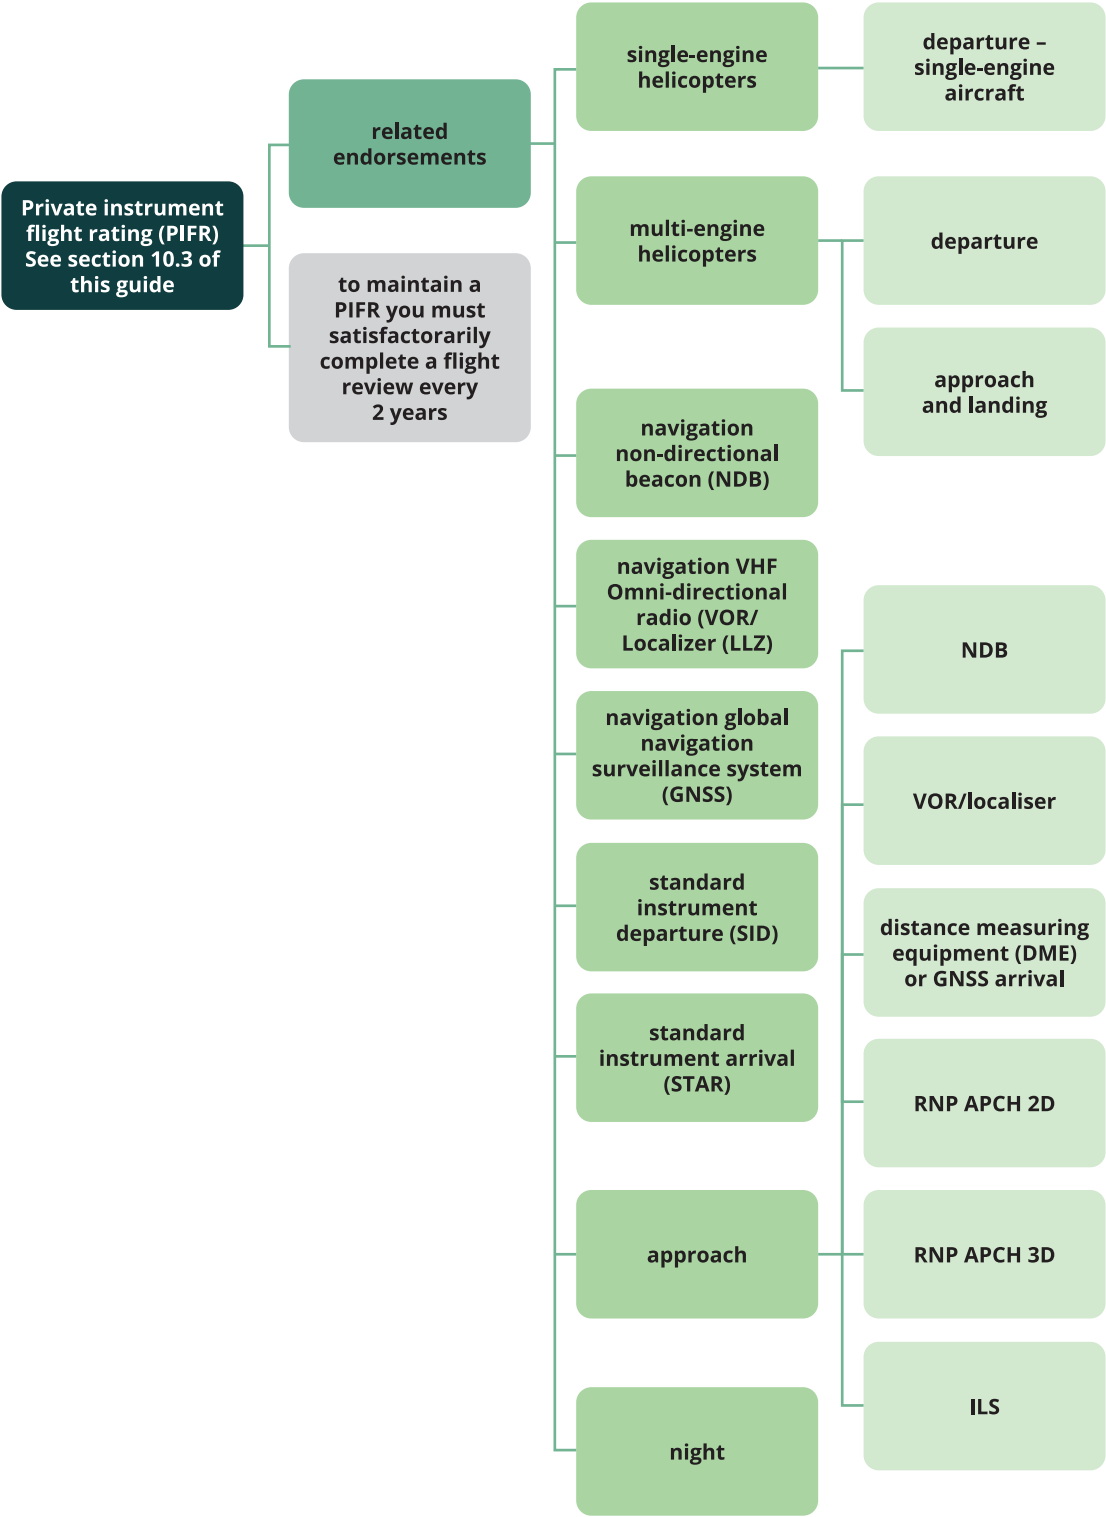 Private instrument
flight rating (PIFR)
See section 10.3 of
this guide
related
endorsements
to maintain a
PIFR you must
satisfactorarily
complete a flight
review every
2 years
single-engine
helicopters
departure –
single-engine
aircraft
multi-engine
helicopters
departure
approach
and landing
navigation
non-directional
beacon (NDB)
navigation VHF
Omni-directional
radio (VOR/
Localizer (LLZ)
navigation global
navigation
surveillance system
(GNSS)
standard
instrument
departure (SID)
standard
instrument arrival
(STAR)
approach
NDB
VOR/localiser
distance measuring
equipment (DME)
or GNSS arrival
RNP APCH 2D
RNP APCH 3D
ILS
night